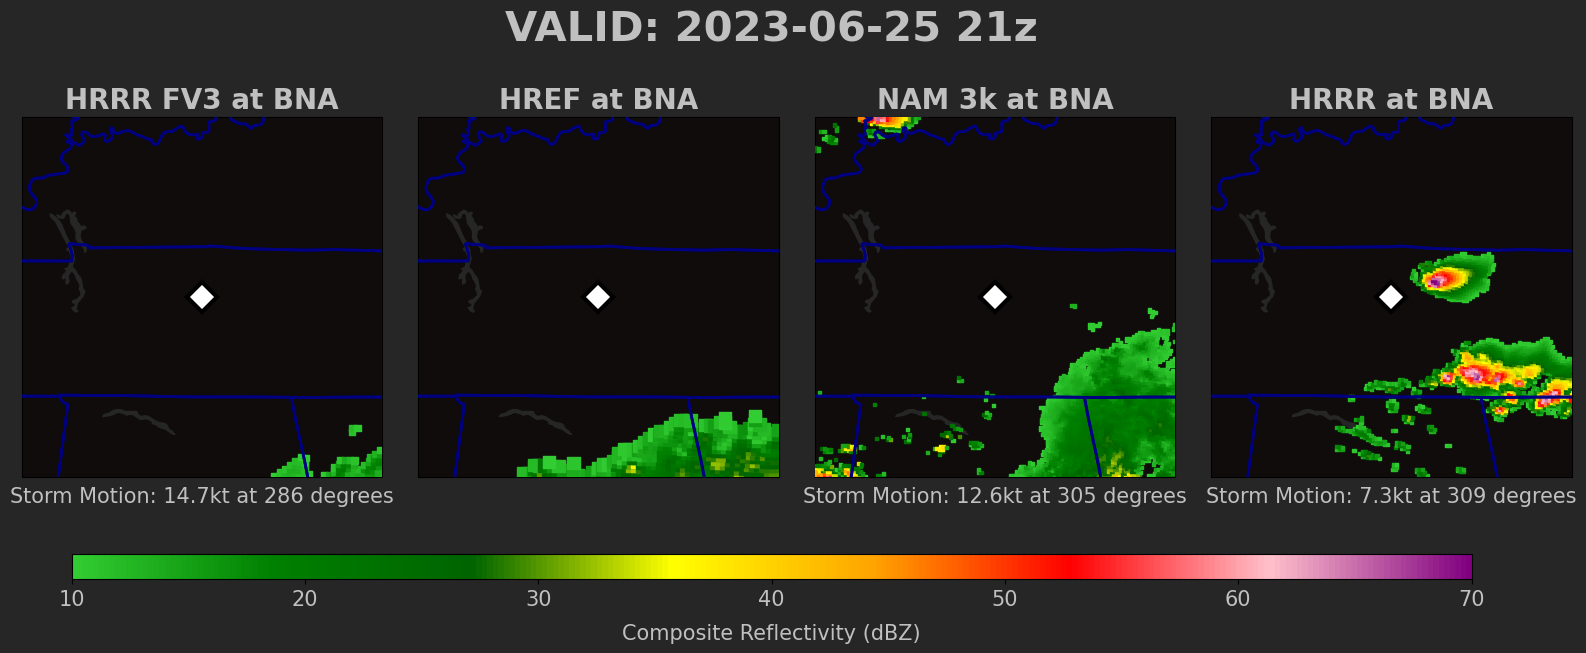 VALID: 2023-06-25 21z
HRRR FV3 at BNA
HREF at BNA
NAM 3k at BNA
HRRR at BNA
Storm Motion: 14.7kt at 286 degrees
Storm Motion: 12.6kt at 305 degrees
Storm Motion: 7.3kt at 309 degrees
10 20 30 40 50 60 70
Composite Reflectivity (dBZ)